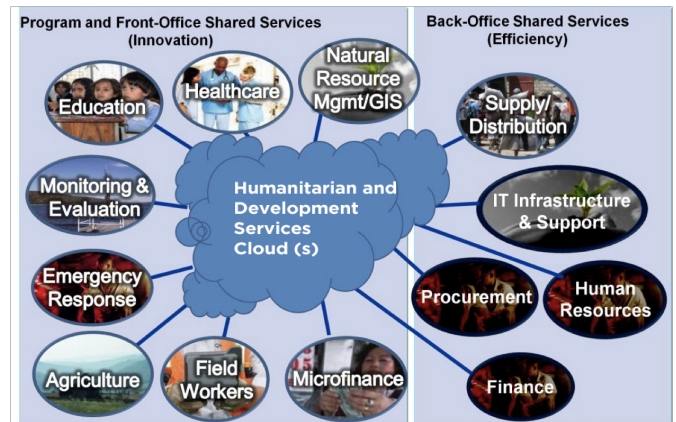 Program and Front-Office Shared Services
(Innovation)
Back-Office Shared Services
(Efficiency)
Education
Healthcare
Natural
Resource
Mgmt/GIS
Supply/
Distribution
Monitoring &
Evaluation
Humanitarian and
Development
Services
Cloud (s)
IT Infrastructure
& Support
Emergency
Response
Procurement
Human
Resources
Agriculture
Field
Workers
Microfinance
Finance